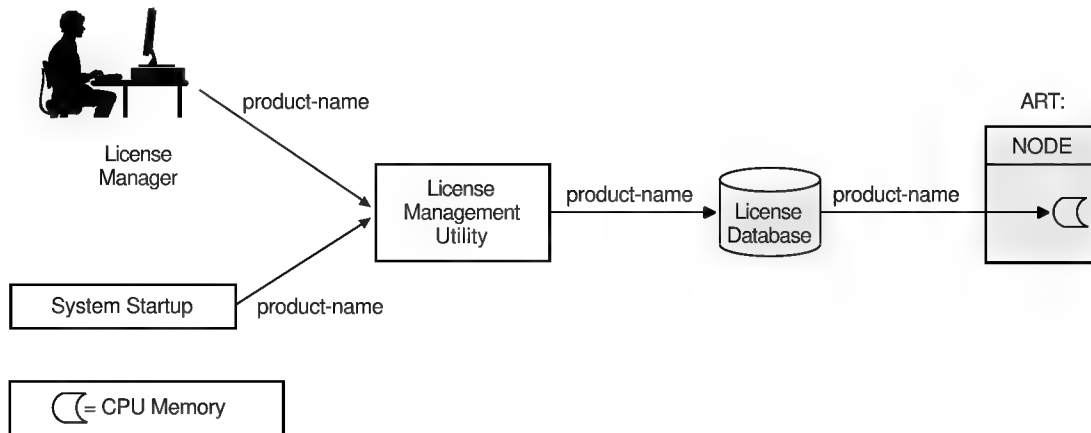 product-name
License
Manager
License
Management
Utility
product-name
License
Database
product-name
ART:
NODE
System Startup
product-name
= CPU Memory